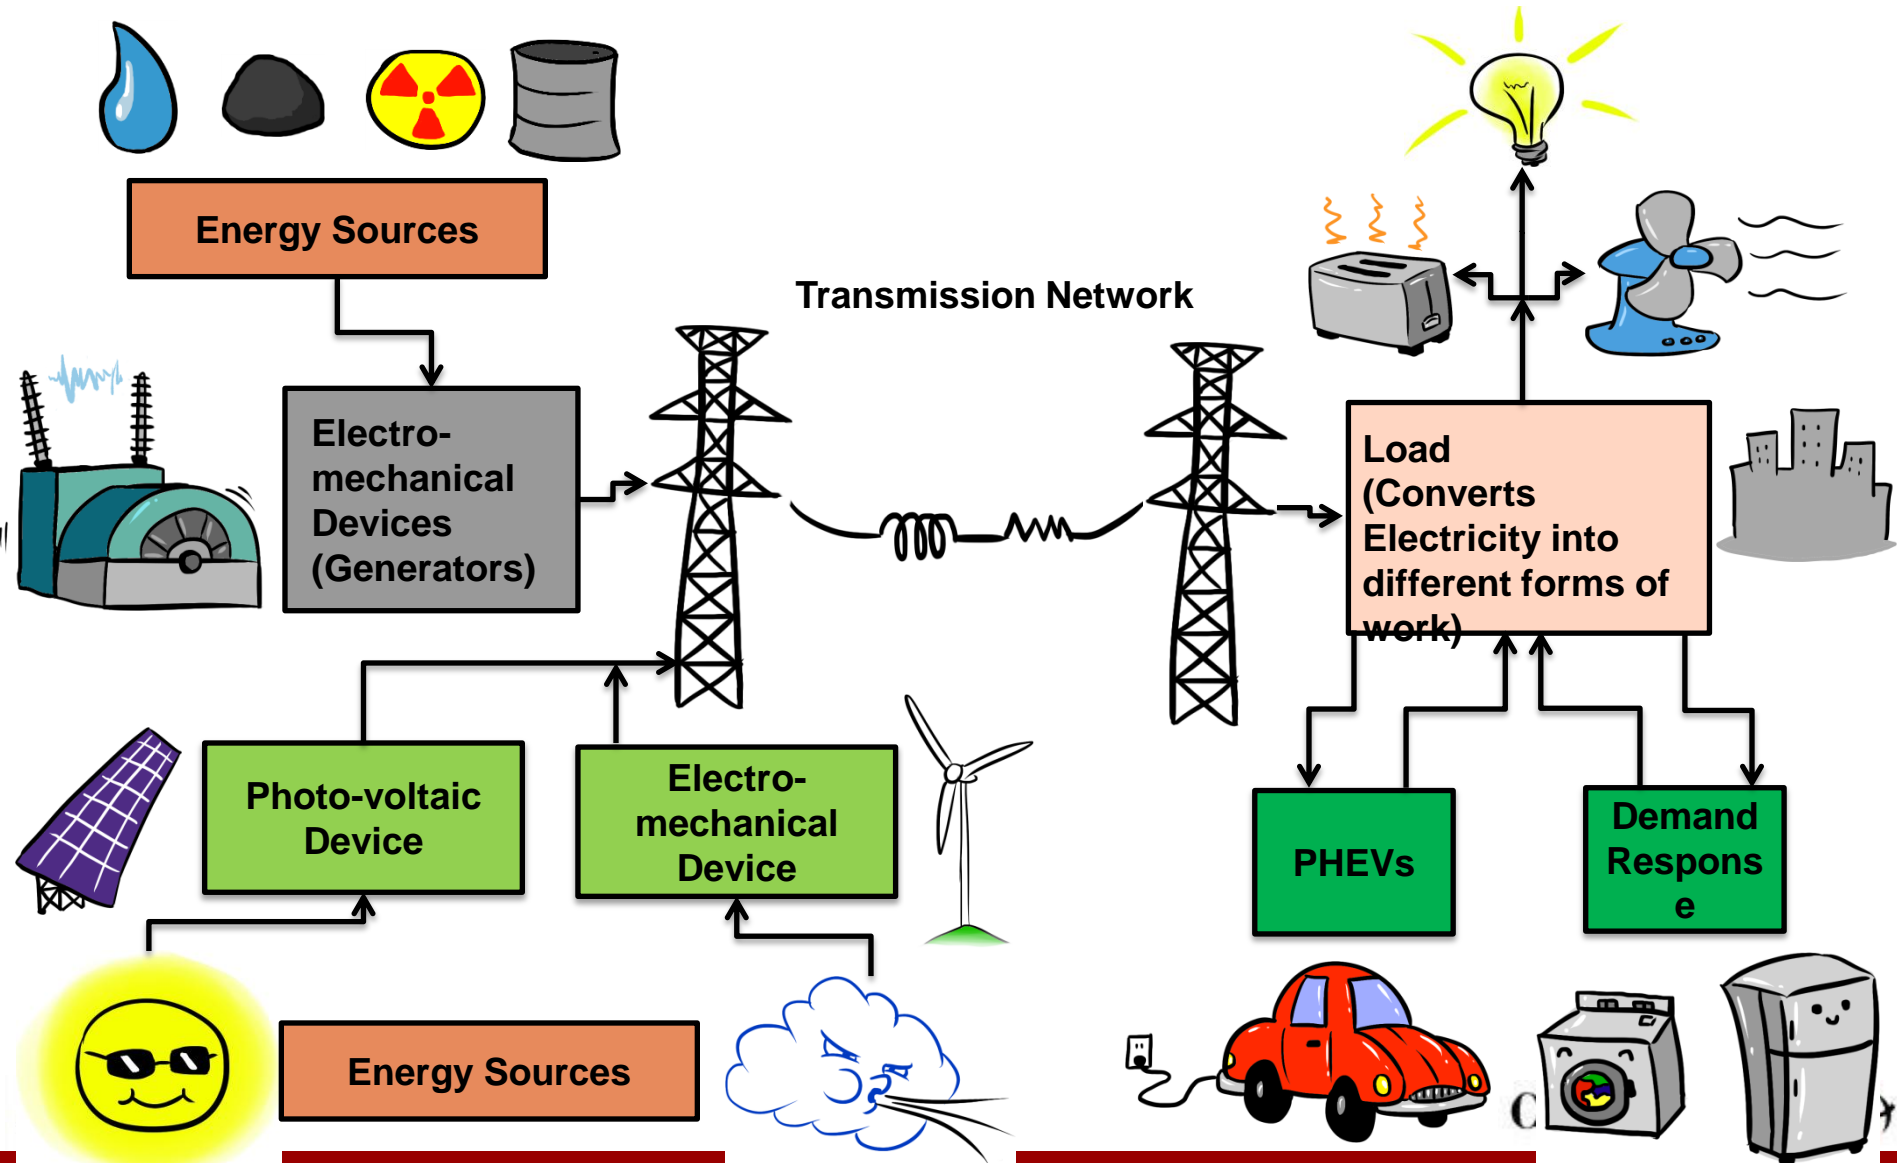 Energy Sources
Transmission Network
Electro-
mechanical
Devices
(Generators)
Load
(Converts
Electricity into
different forms of
work)
Photo-voltaic
Device
Electro-
mechanical
Device
PHEVs
Demand
Respons
e
Energy Sources